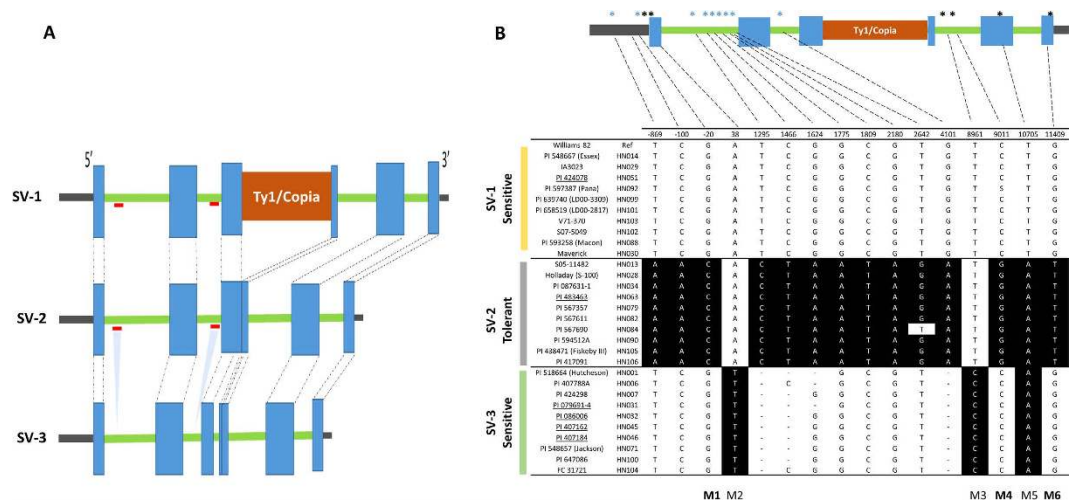 A
5'
3'
SV-1
Ty1/Copia
SV-2
SV-3
B
* * * * * * * * * * * * * * * *
Ty1/Copia
-869 -100 -20 38 1295 1466 1624 1775 1809 2180 2642 4101 8961 9011 10705 11409
SV-1
Sensitive
Williams 82 Ref T C G A T C G G C G T G T C T G
PI 548667 (Essex) HN014 T C G A T C G G C G T G T C T G
IA3023 HN029 T C G A T C G G C G T G T C T G
PI 424078 HN051 T C G A T C G G C G T G T C T G
PI 597387 (Pana) HN092 T C G A T C G G C G T G T S T G
PI 639740 (LD00-3309) HN099 T C G A T C G G C G T G T C T G
PI 658519 (LD00-2817) HN101 T C G A T C G G C G T G T C T G
V71-370 HN103 T C G A T C G G C G T G T C T G
S07-5049 HN102 T C G A T C G G C G T G T C T G
PI 593258 (Macon) HN088 T C G A T C G G C G T G T C T G
Maverick HN030 T C G A T C G G C G T G T C T G
SV-2
Tolerant
S05-11482 HN013 A A C A C T A A T A G A T G A T
Holladay (S-100) HN028 A A C A C T A A T A G A T G A T
PI 087631-1 HN034 A A C A C T A A T A G A T G A T
PI 483463 HN063 A A C A C T A A T A G A T G A T
PI 567357 HN079 A A C A C T A A T A G A T G A T
PI 567611 HN082 A A C A C T A A T A G A T G A T
PI 567690 HN084 A A C A C T A A T A T A T G A T
PI 594512A HN090 A A C A C T A A T A G A T G A T
PI 438471 (Fiskeby III) HN105 A A C A C T A A T A G A T G A T
PI 417091 HN106 A A C A C T A A T A G A T G A T
SV-3
Sensitive
PI 518664 (Hutcheson) HN001 T C G T - - - G C G T - C C A G
PI 407788A HN006 T C G T - C - G C G T - C C A G
PI 424298 HN007 T C G T - - G G C G T - C C A G
PI 079691-4 HN031 T C G T - - - G C G T - C C A G
PI 086006 HN032 T C G T - - G G C G T - C C A G
PI 407162 HN045 T C G T - - G G C G T - C C A G
PI 407184 HN046 T C G T - - G G C G T - C C A G
PI 548657 (Jackson) HN071 T C G T - - G G C G T - C C A G
PI 647086 HN100 T C G T - - G G C G T - C C A G
FC 31721 HN104 T C G T - C G G C G T - C C A G
M1 M2 M3 M4 M5 M6